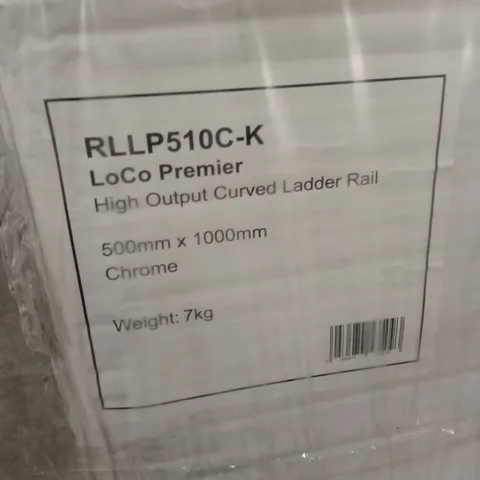 RLLP510C-K
LoCo Premier
High Output Curved Ladder Rail
500mm x 1000mm
Chrome
Weight: 7kg